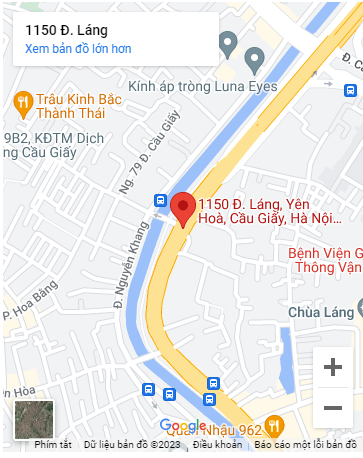 1150 Đ. Láng
Xem bản đồ lớn hơn
Kính áp tròng Luna Eyes
Trâu Kinh Bắc
Thành Thái
Ng. 79 Đ. Cầu Giấy
9B2, KĐTM Dịch
ng Cầu Giấy
1150 Đ. Láng, Yên
Hoà, Cầu Giấy, Hà Nội...
Đ. Nguyễn Khang
Bệnh Viện G
Thông Vận
P. Hoa Bằng
Chùa Láng
n Hòa
Google
Quán Nhậu 962
Phím tắt
Dữ liệu bản đồ ©2023
Điều khoản
Báo cáo một lỗi bản đồ